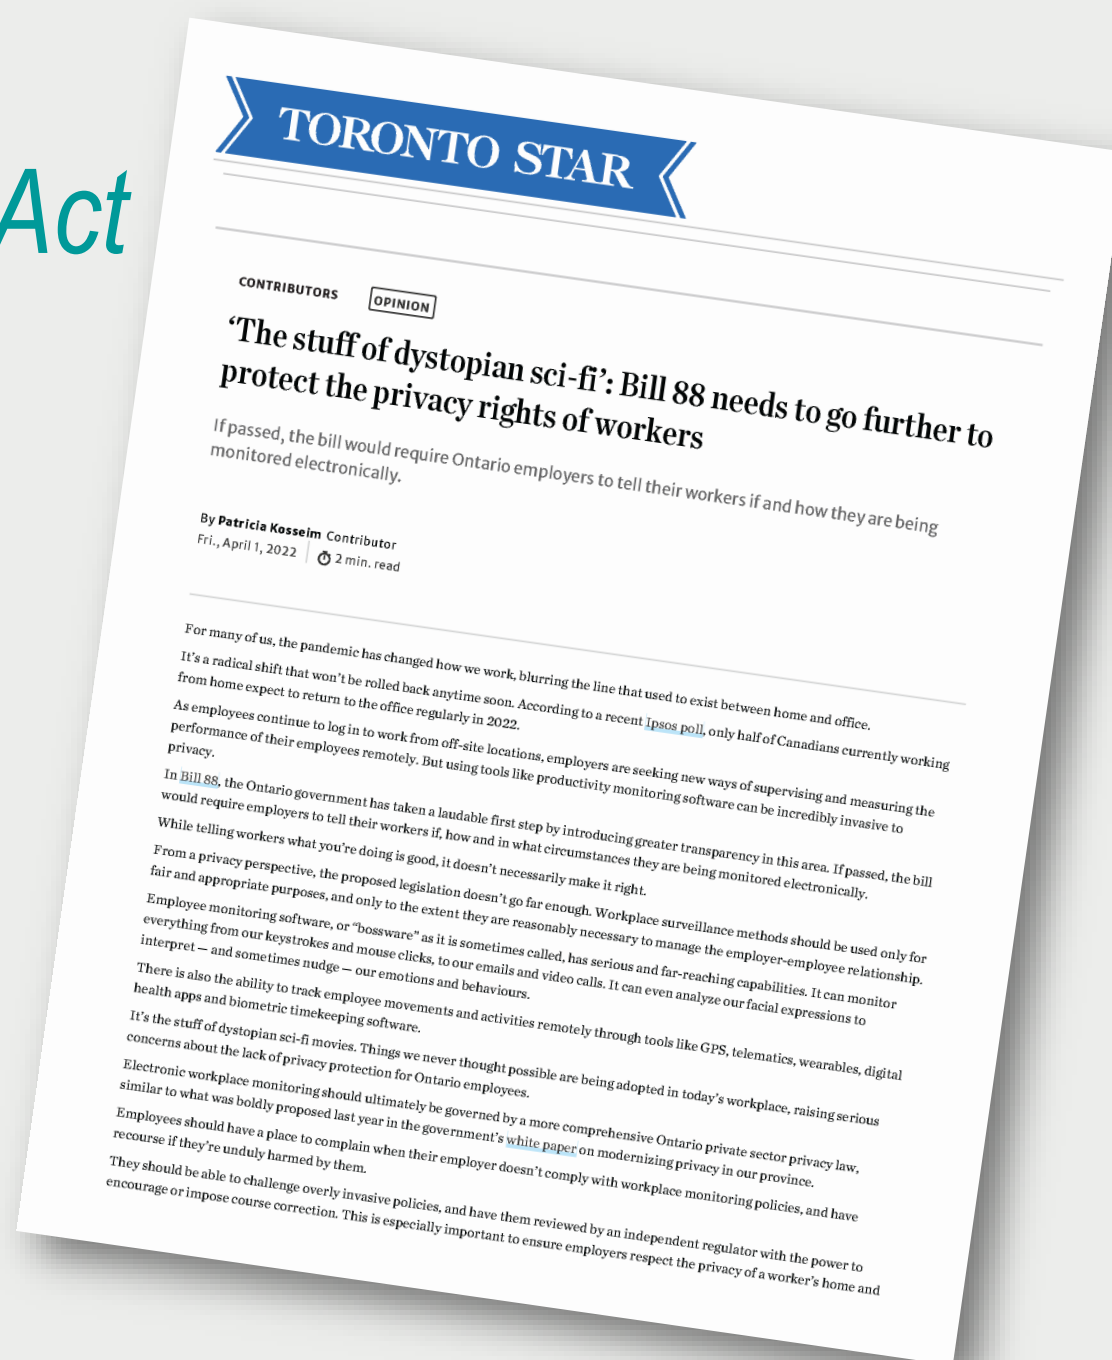 Act
TORONTO STAR
CONTRIBUTORS OPINION
‘The stuff of dystopian sci-fi’: Bill 88 needs to go further to
protect the privacy rights of workers
If passed, the bill would require Ontario employers to tell their workers if and how they are being
monitored electronically.
By Patricia Kosseim Contributor
Fri., April 1, 2022 2 min. read
For many of us, the pandemic has changed how we work, blurring the line that used to exist between home and office.
It’s a radical shift that won’t be rolled back anytime soon. According to a recent Ipsos poll, only half of Canadians currently working
from home expect to return to the office regularly in 2022.
As employees continue to log in to work from off-site locations, employers are seeking new ways of supervising and measuring the
performance of their employees remotely. But using tools like productivity monitoring software can be incredibly invasive to
privacy.
In Bill 88, the Ontario government has taken a laudable first step by introducing greater transparency in this area. If passed, the bill
would require employers to tell their workers if, how and in what circumstances they are being monitored electronically.
While telling workers what you’re doing is good, it doesn’t necessarily make it right.
From a privacy perspective, the proposed legislation doesn’t go far enough. Workplace surveillance methods should be used only for
fair and appropriate purposes, and only to the extent they are reasonably necessary to manage the employer-employee relationship.
Employee monitoring software, or “bossware” as it is sometimes called, has serious and far-reaching capabilities. It can monitor
everything from our keystrokes and mouse clicks, to our emails and video calls. It can even analyze our facial expressions to
interpret — and sometimes nudge — our emotions and behaviours.
There is also the ability to track employee movements and activities remotely through tools like GPS, telematics, wearables, digital
health apps and biometric timekeeping software.
It’s the stuff of dystopian sci-fi movies. Things we never thought possible are being adopted in today’s workplace, raising serious
concerns about the lack of privacy protection for Ontario employees.
Electronic workplace monitoring should ultimately be governed by a more comprehensive Ontario private sector privacy law,
similar to what was boldly proposed last year in the government’s white paper on modernizing privacy in our province.
Employees should have a place to complain when their employer doesn’t comply with workplace monitoring policies, and have
recourse if they’re unduly harmed by them.
They should be able to challenge overly invasive policies, and have them reviewed by an independent regulator with the power to
encourage or impose course correction. This is especially important to ensure employers respect the privacy of a worker’s home and